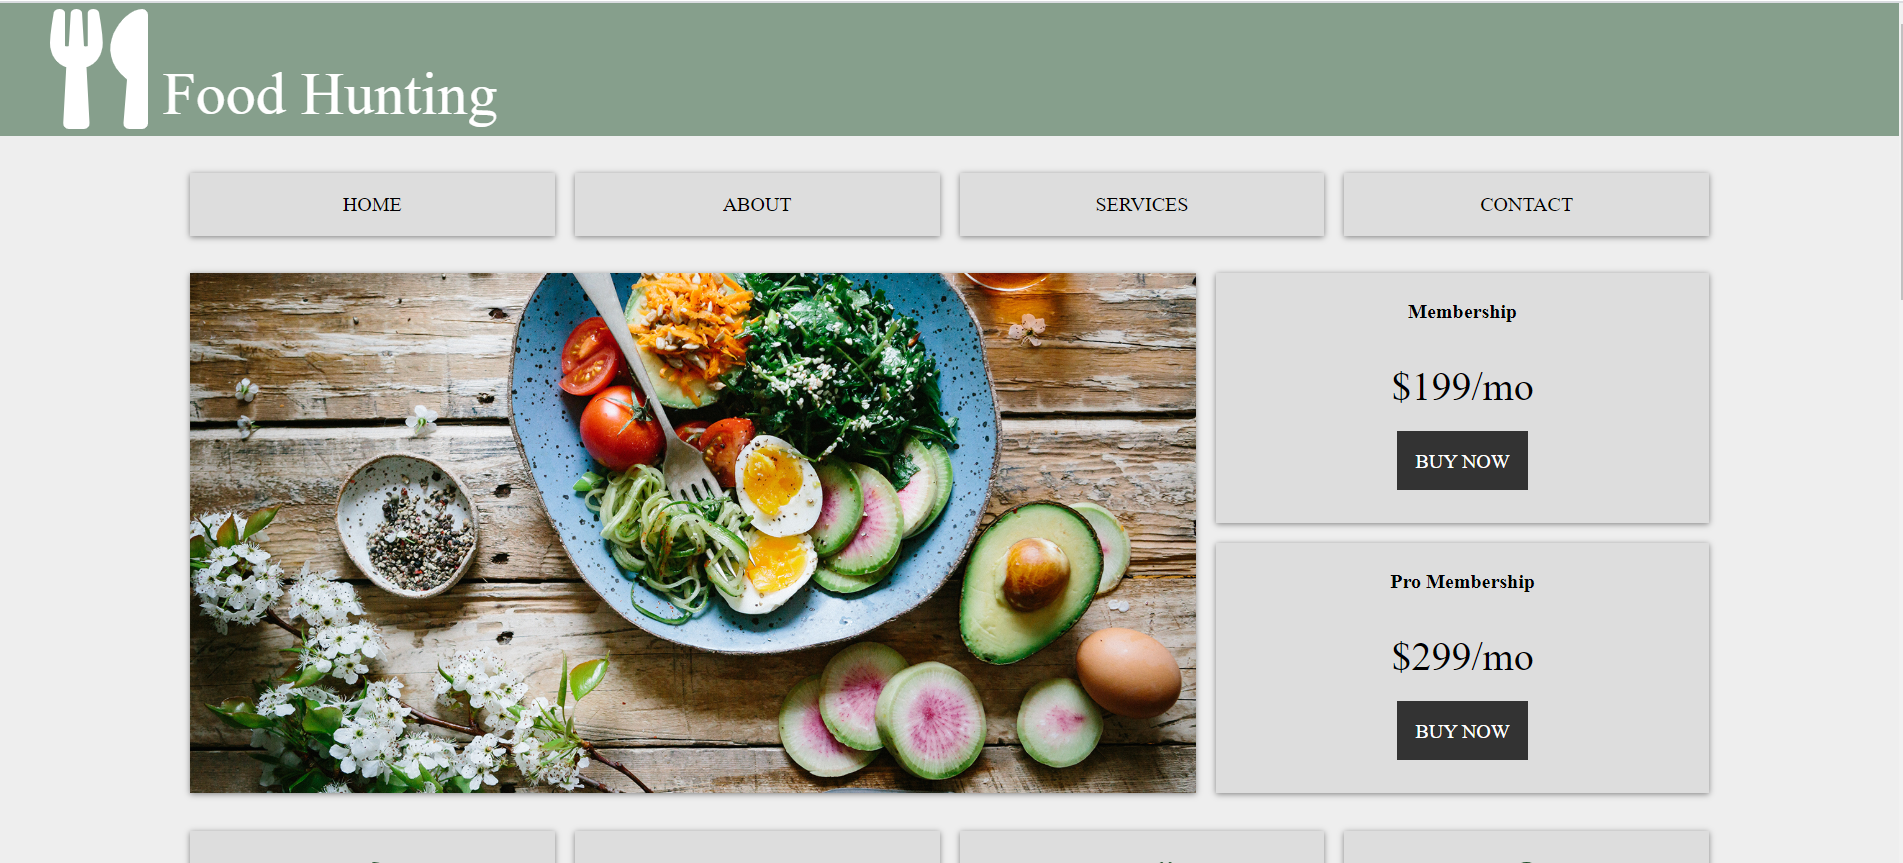 Food Hunting
HOME
ABOUT
SERVICES
CONTACT
Membership
$199/mo
BUY NOW
Pro Membership
$299/mo
BUY NOW